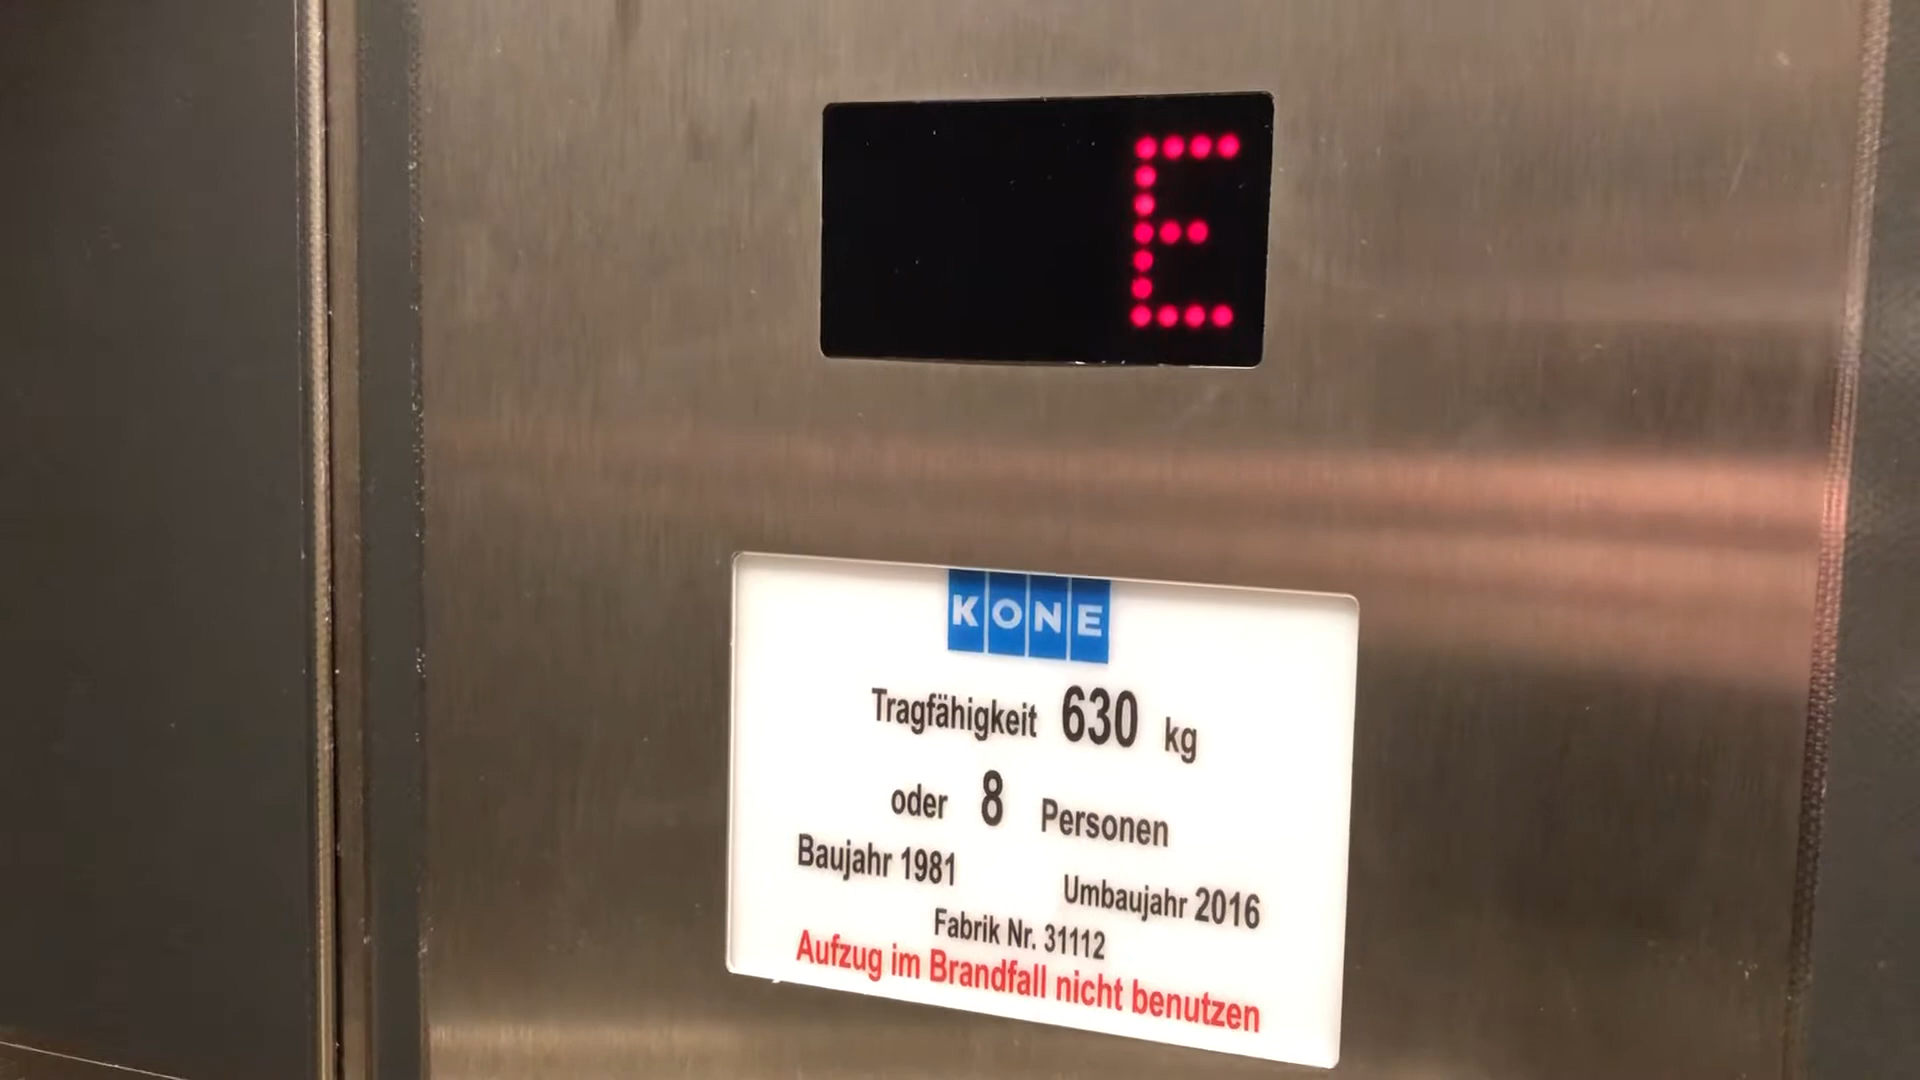 E
KONE
Tragfähigkeit 630 kg
oder 8 Personen
Baujahr 1981 Umbaujahr 2016
Fabrik Nr. 31112
Aufzug im Brandfall nicht benutzen